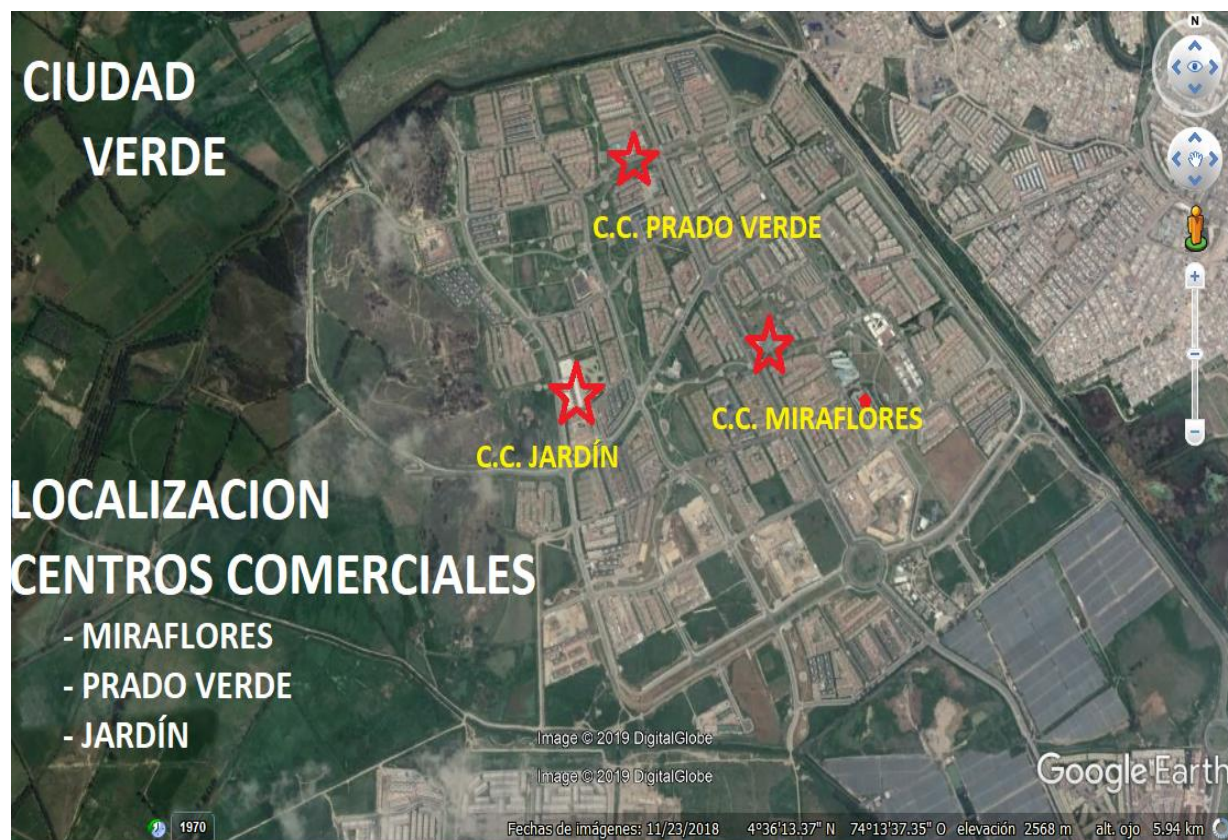 CIUDAD
VERDE
N
C.C. PRADO VERDE
C.C. MIRAFLORES
C.C. JARDÍN
LOCALIZACION
CENTROS COMERCIALES
- MIRAFLORES
- PRADO VERDE
- JARDÍN
Image © 2019 DigitalGlobe
Image © 2019 DigitalGlobe
Google Earth
1970
Fechas de imágenes: 11/23/2018 4°36'13.37" N 74°13'37.35" O elevación 2568 m alt. ojo 5.94 km